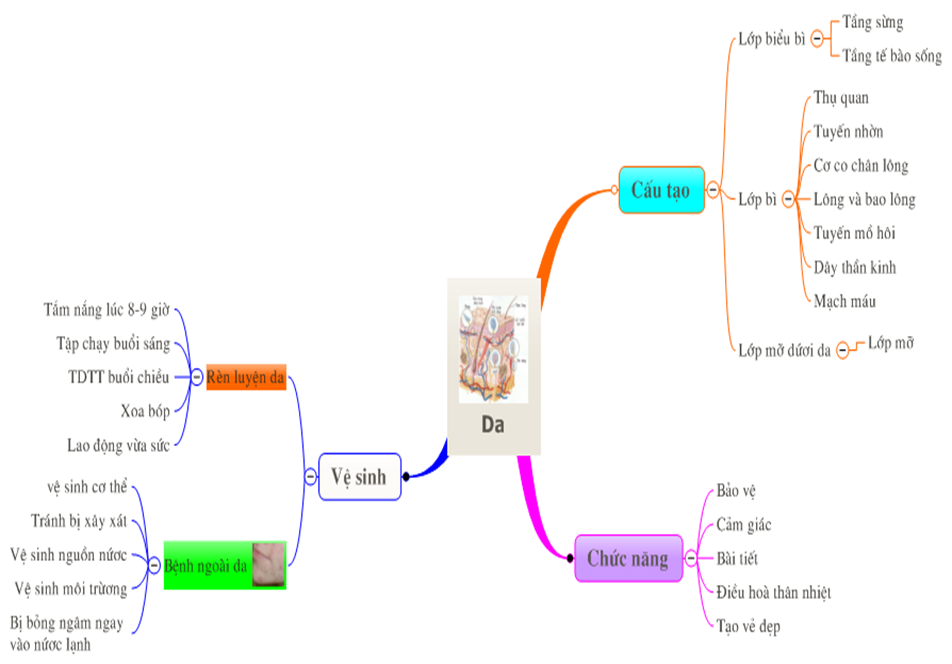 Da
Cấu tạo
Lớp biểu bì
Tầng sừng
Tầng tế bào sống
Lớp bì
Thụ quan
Tuyến nhờn
Cơ co chân lông
Lông và bao lông
Tuyến mồ hôi
Dây thần kinh
Mạch máu
Lớp mỡ dươi da
Lớp mỡ
Chức năng
Bảo vệ
Cảm giác
Bài tiết
Điều hoà thân nhiệt
Tạo vẻ đẹp
Vệ sinh
Rèn luyện da
Tắm nắng lúc 8-9 giờ
Tập chạy buổi sáng
TDTT buổi chiều
Xoa bóp
Lao động vừa sức
Bệnh ngoài da
vệ sinh cơ thể
Tránh bị xây xát
Vệ sinh nguồn nươc
Vệ sinh môi trừơng
Bị bỏng ngâm ngay
vào nứơc lạnh